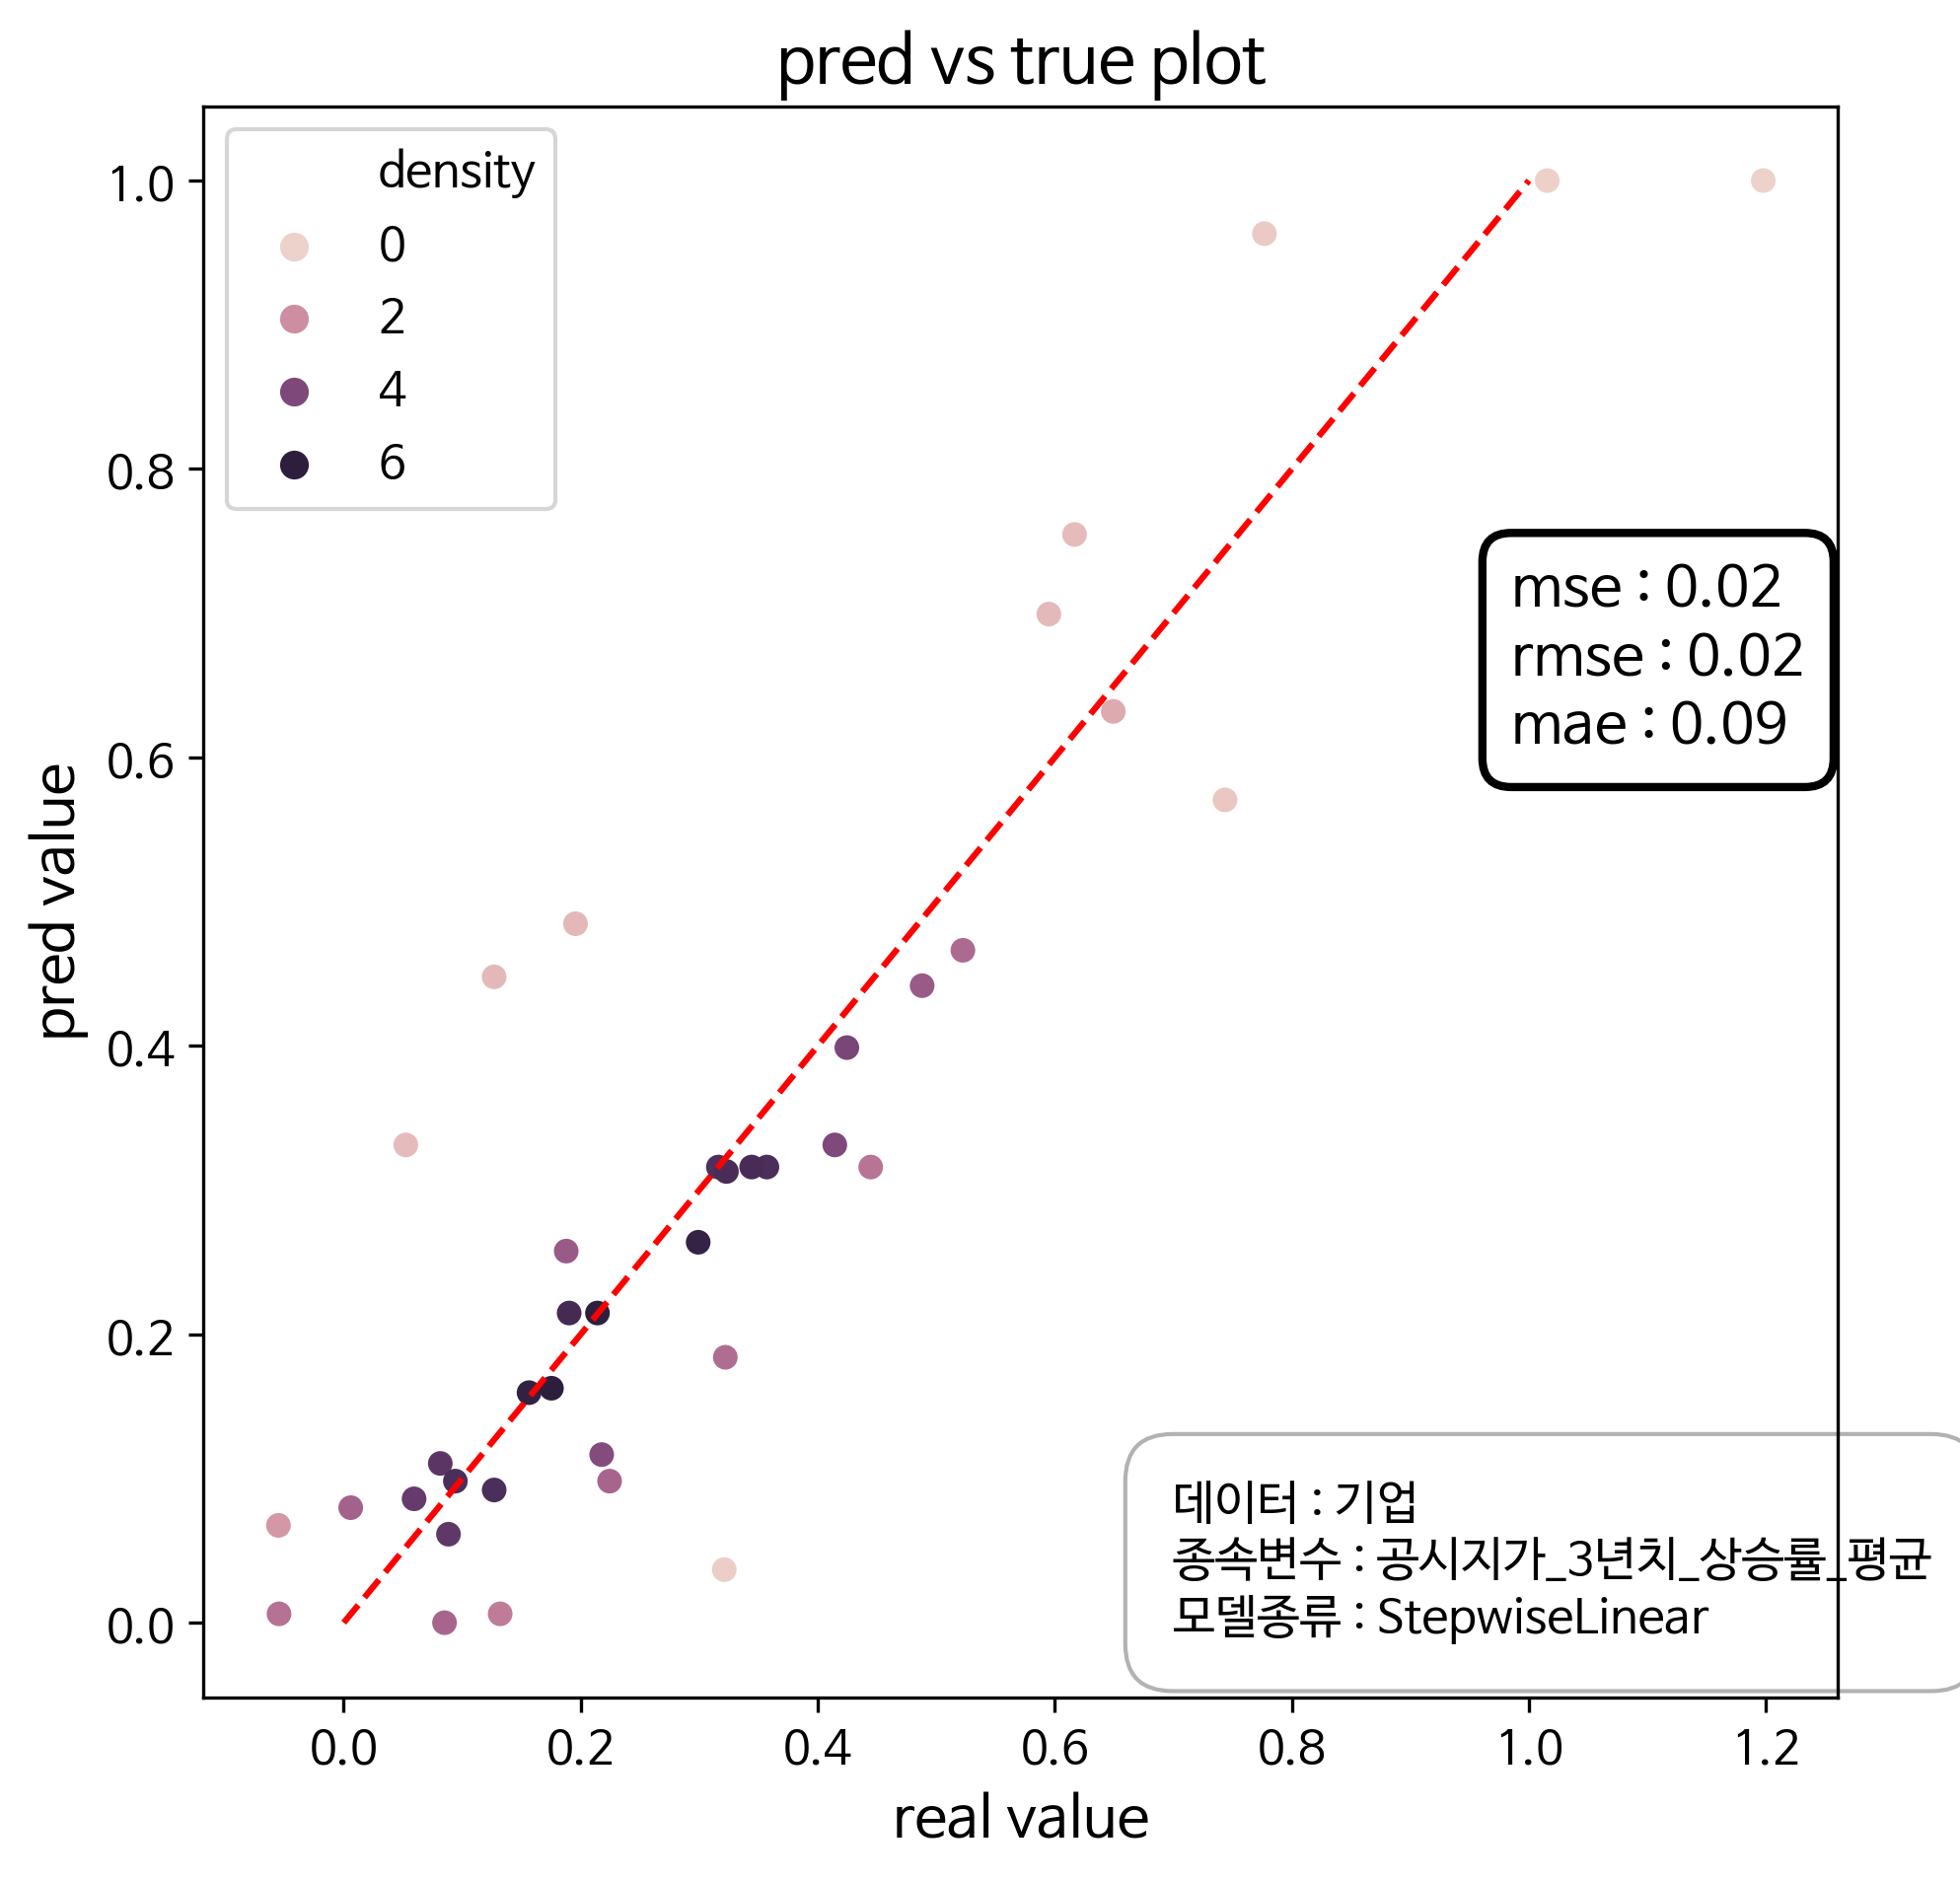 pred vs true plot
density
0
2
4
6
1.0
0.8
0.6
0.4
0.2
0.0
pred value
mse : 0.02
rmse : 0.02
mae : 0.09
데이터 : 기업
종속변수 : 공시지가_3년치_상승률_평균
모델종류 : StepwiseLinear
0.0 0.2 0.4 0.6 0.8 1.0 1.2
real value